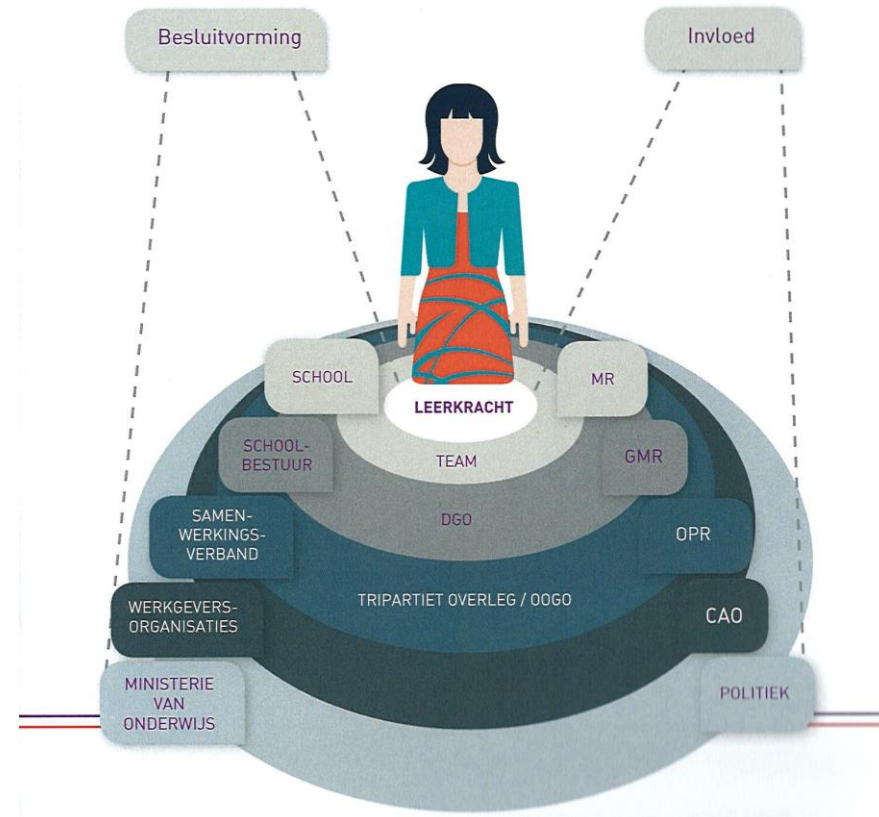 Besluitvorming
Invloed
SCHOOL
MR
LEERKRACHT
SCHOOL-
BESTUUR
TEAM
GMR
DGO
SAMEN-
WERKINGS-
VERBAND
OPR
TRIPARTIET OVERLEG / OOGO
WERKGEVERS-
ORGANISATIES
CAO
MINISTERIE
VAN
ONDERWIJS
POLITIEK